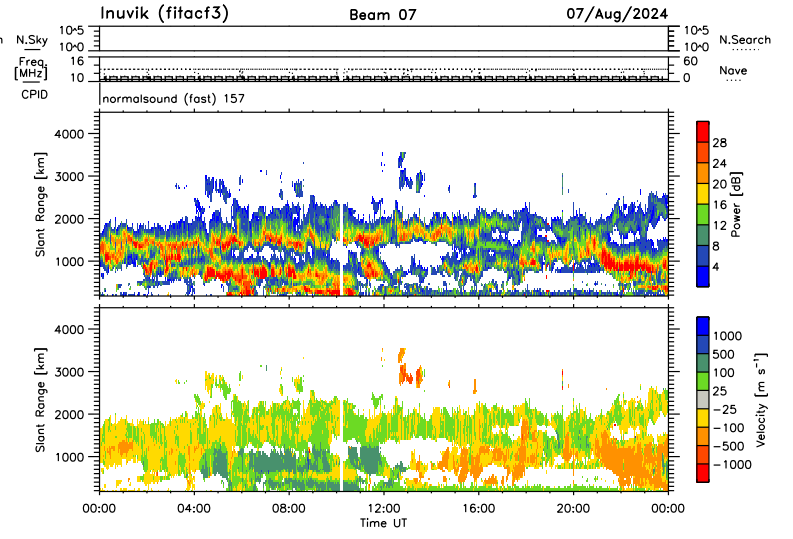 Inuvik (fitacf3) Beam 07 07/Aug/2024
n N.Sky 10^5 10^5 N.Search
10^0 10^0
Freq. 16 60
[MHz] 10 0 Nave
CPID normalsound (fast) 157
Slant Range [km]
4000
3000
2000
1000
28
24
20
16
12
8
4
Power [dB]
Slant Range [km]
4000
3000
2000
1000
1000
500
100
25
−25
−100
−500
−1000
Velocity [m s⁻¹]
00:00 04:00 08:00 12:00 16:00 20:00 00:00
Time UT